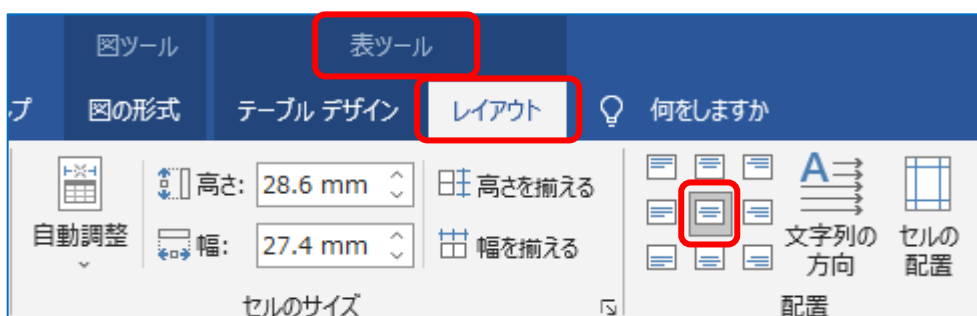 図ツール 表ツール
プ 図の形式 テーブル デザイン レイアウト 何をしますか
自動調整
高さ: 28.6 mm 高さを揃える
幅: 27.4 mm 幅を揃える
A
文字列の
方向
セルの
配置
セルのサイズ 配置